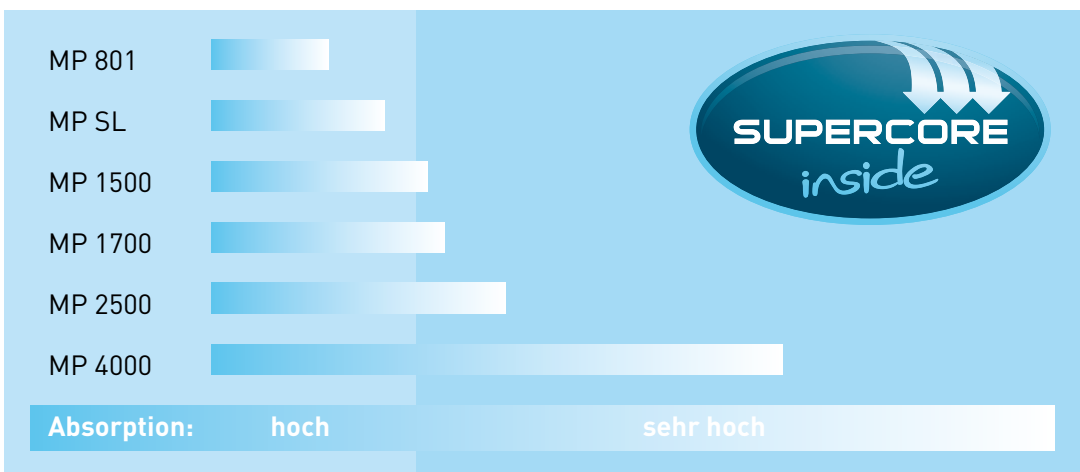 MP 801
MP SL
MP 1500
MP 1700
MP 2500
MP 4000
SUPERCORE
inside
Absorption: hoch sehr hoch